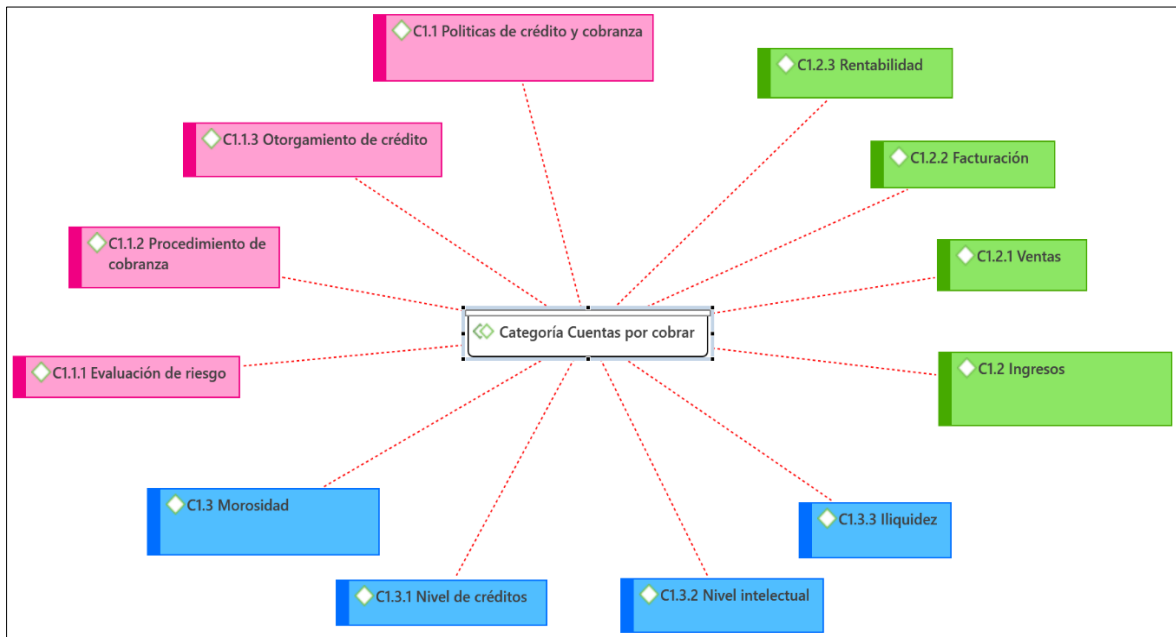 C1.1 Politicas de crédito y cobranza
C1.2.3 Rentabilidad
C1.1.3 Otorgamiento de crédito
C1.2.2 Facturación
C1.1.2 Procedimiento de
cobranza
C1.2.1 Ventas
Categoría Cuentas por cobrar
C1.1.1 Evaluación de riesgo
C1.2 Ingresos
C1.3 Morosidad
C1.3.3 Iliquidez
C1.3.1 Nivel de créditos
C1.3.2 Nivel intelectual